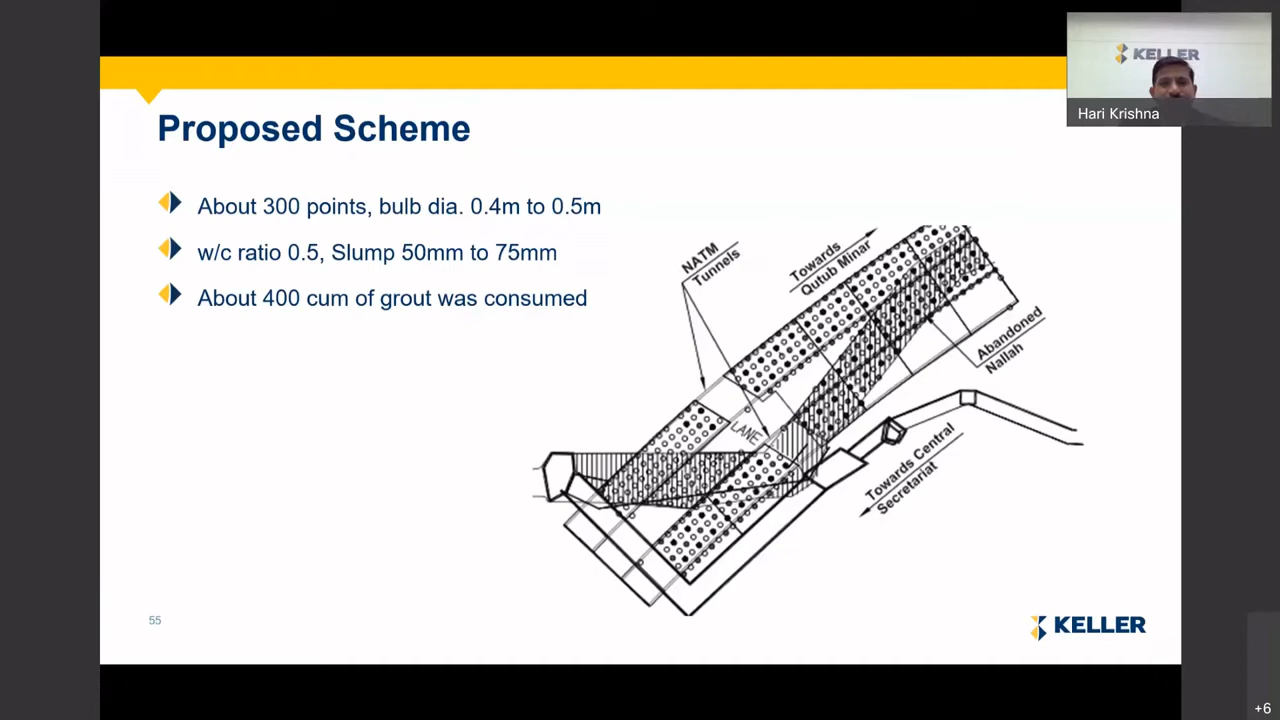 KELLER
Hari Krishna
Proposed Scheme
About 300 points, bulb dia. 0.4m to 0.5m
w/c ratio 0.5, Slump 50mm to 75mm
About 400 cum of grout was consumed
NATM
Tunnels
Towards
Qutub Minar
Abandoned
Nallah
LANE
Towards Central
Secretariat
55
KELLER
+6